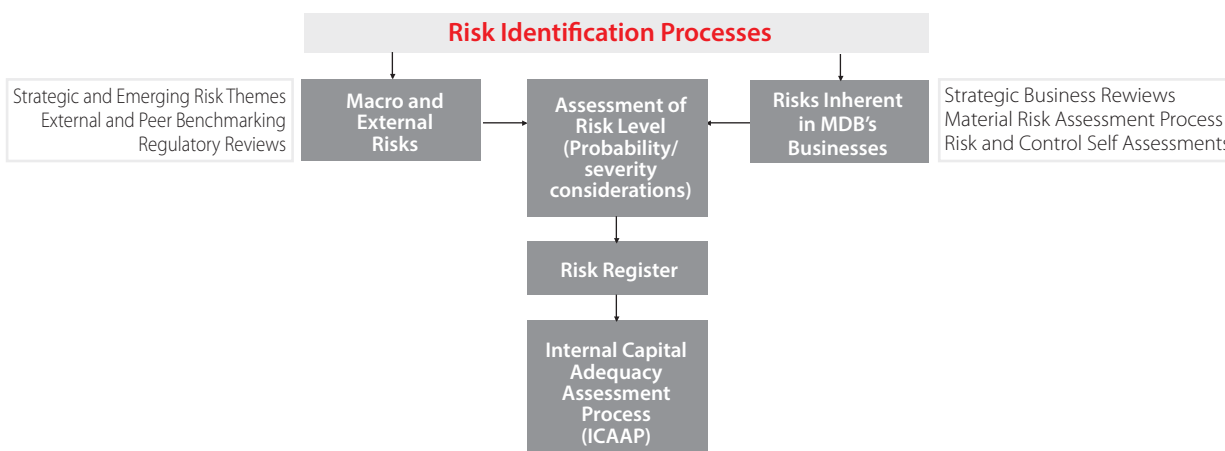 Risk Identification Processes
Strategic and Emerging Risk Themes
External and Peer Benchmarking
Regulatory Reviews
Macro and
External
Risks
Assessment of
Risk Level
(Probability/
severity
considerations)
Risks Inherent
in MDB's
Businesses
Strategic Business Rewiews
Material Risk Assessment Process
Risk and Control Self Assessments
Risk Register
Internal Capital
Adequacy
Assessment
Process
(ICAAP)